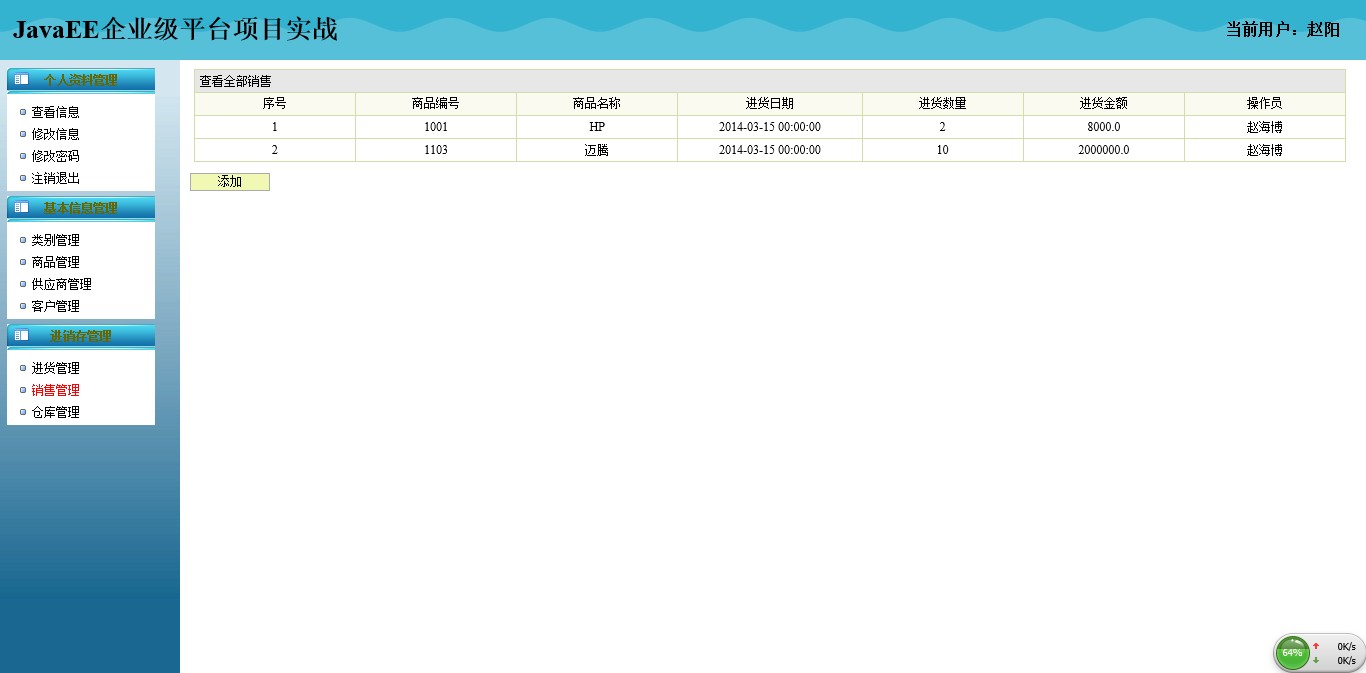 JavaEE企业级平台项目实战
当前用户：赵阳
个人资料管理
查看信息
修改信息
修改密码
注销退出
基本信息管理
类别管理
商品管理
供应商管理
客户管理
进销存管理
进货管理
销售管理
仓库管理
查看全部销售
序号 商品编号 商品名称 进货日期 进货数量 进货金额 操作员
1 1001 HP 2014-03-15 00:00:00 2 8000.0 赵海博
2 1103 迈腾 2014-03-15 00:00:00 10 2000000.0 赵海博
添加
64% 0K/s
0K/s